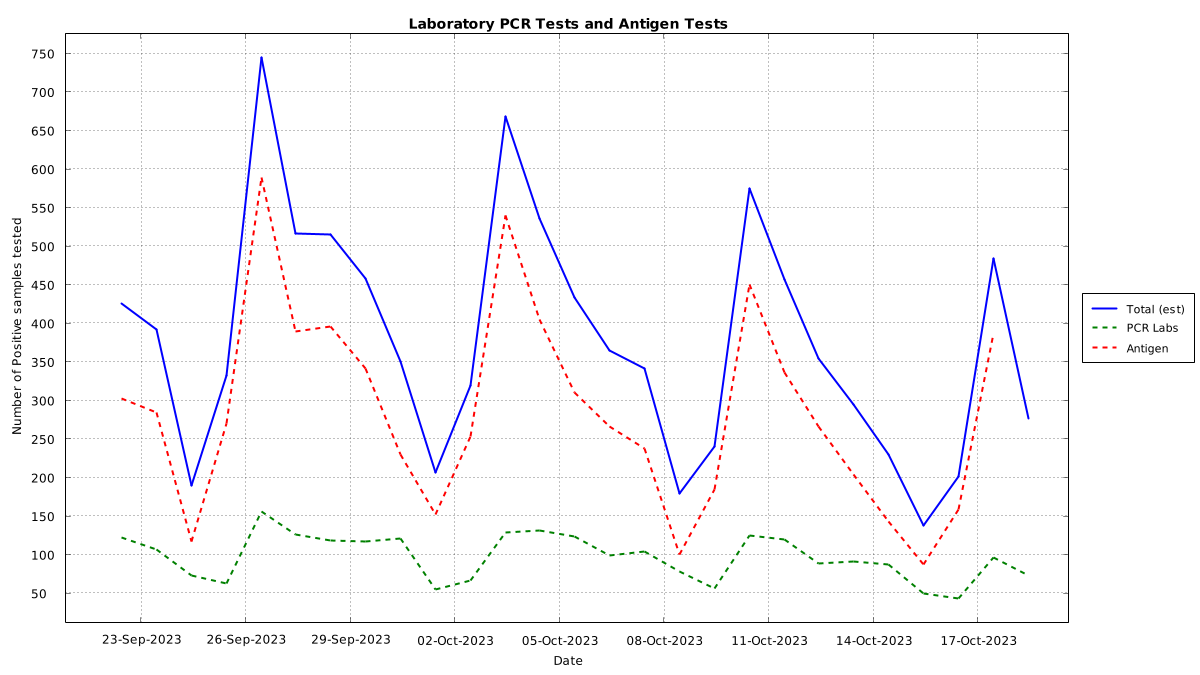 Laboratory PCR Tests and Antigen Tests
Number of Positive samples tested
750
700
650
600
550
500
450
400
350
300
250
200
150
100
50
23-Sep-2023 26-Sep-2023 29-Sep-2023 02-Oct-2023 05-Oct-2023 08-Oct-2023 11-Oct-2023 14-Oct-2023 17-Oct-2023
Date
Total (est)
PCR Labs
Antigen